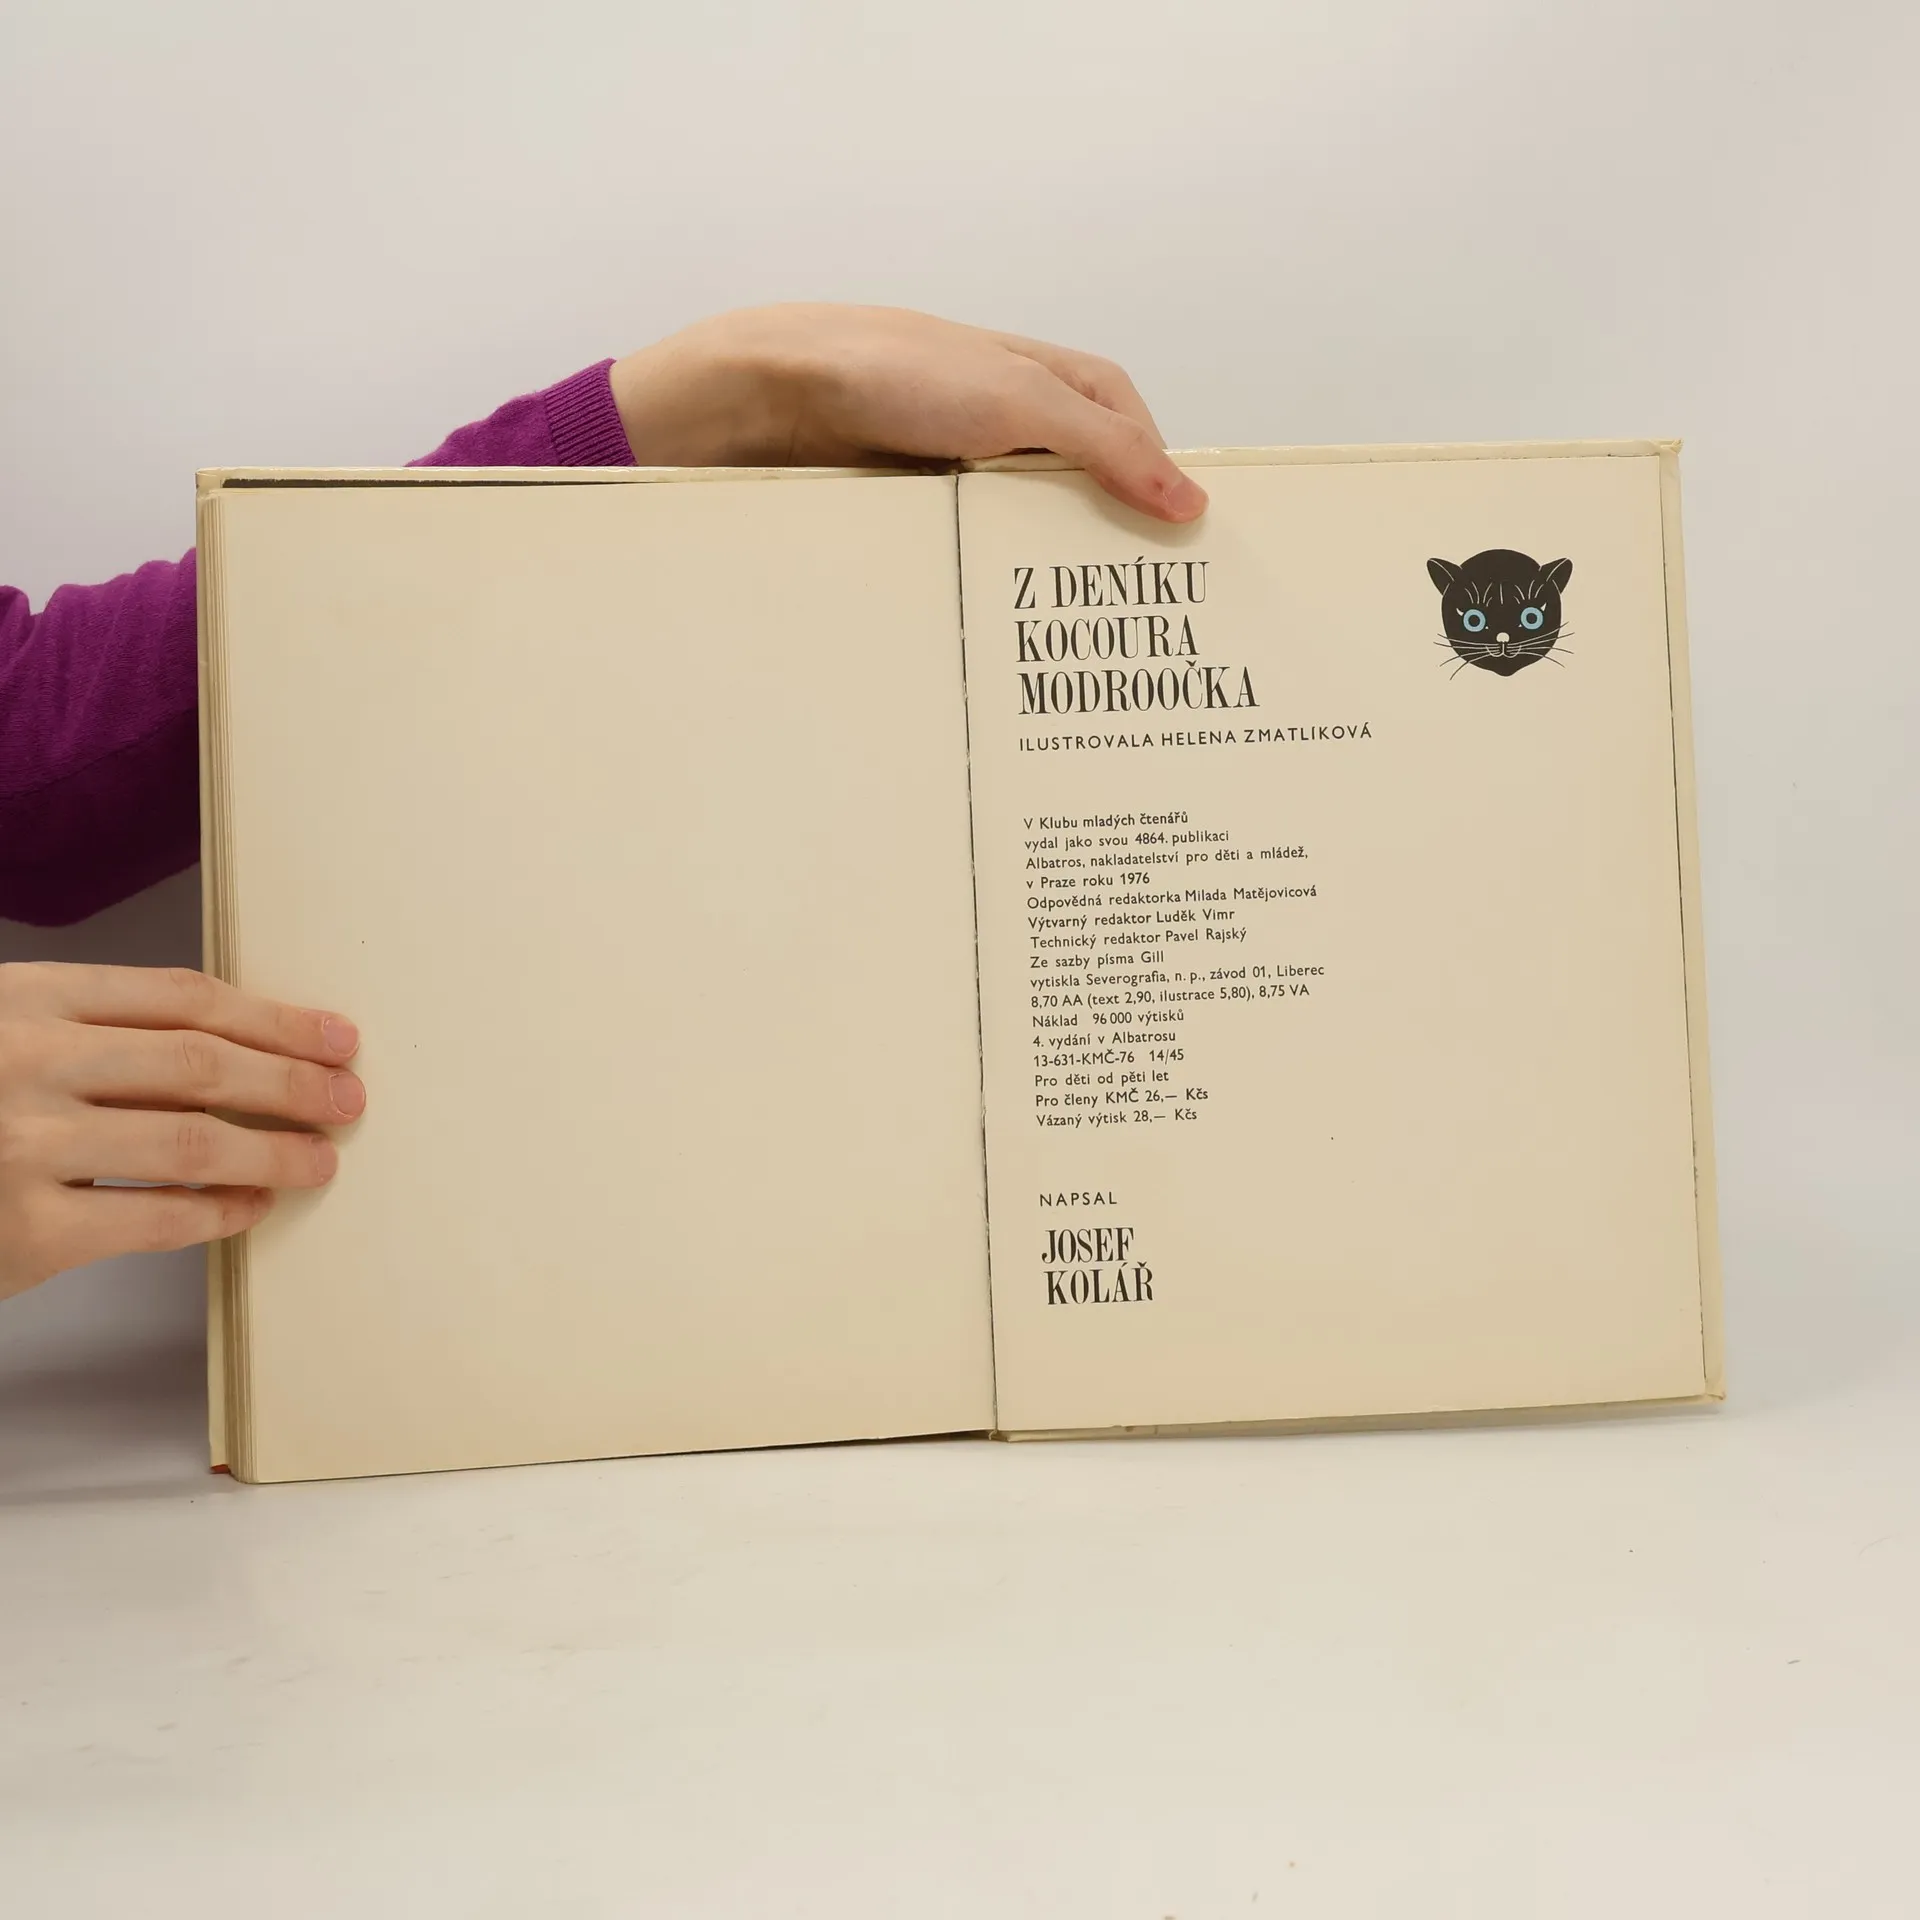 Z DENÍKU
KOCOURA
MODROOČKA
ILUSTROVALA HELENA ZMATLÍKOVÁ
V Klubu mladých čtenářů
vydal jako svou 4864. publikaci
Albatros, nakladatelství pro děti a mládež,
v Praze roku 1976
Odpovědná redaktorka Milada Matějovicová
Výtvarný redaktor Luděk Vimr
Technický redaktor Pavel Rajský
Ze sazby písma Gill
vytiskla Severografia, n. p., závod 01, Liberec
8,70 AA (text 2,90, ilustrace 5,80), 8,75 VA
Náklad 96 000 výtisků
4. vydání v Albatrosu
13-631-KMČ-76 14/45
Pro děti od pěti let
Pro členy KMČ 26,— Kčs
Vázaný výtisk 28,— Kčs
NAPSAL
JOSEF
KOLÁŘ